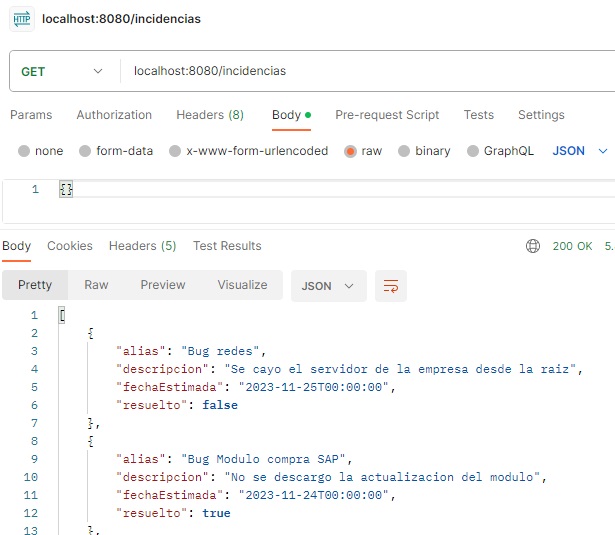 HTTP localhost:8080/incidencias
GET localhost:8080/incidencias
Params Authorization Headers (8) Body Pre-request Script Tests Settings
none form-data x-www-form-urlencoded raw binary GraphQL JSON
1 {}
Body Cookies Headers (5) Test Results 200 OK 5.
Pretty Raw Preview Visualize JSON
1 [
2 {
3 "alias": "Bug redes",
4 "descripcion": "Se cayo el servidor de la empresa desde la raiz",
5 "fechaEstimada": "2023-11-25T00:00:00",
6 "resuelto": false
7 },
8 {
9 "alias": "Bug Modulo compra SAP",
10 "descripcion": "No se descargo la actualizacion del modulo",
11 "fechaEstimada": "2023-11-24T00:00:00",
12 "resuelto": true
13 },